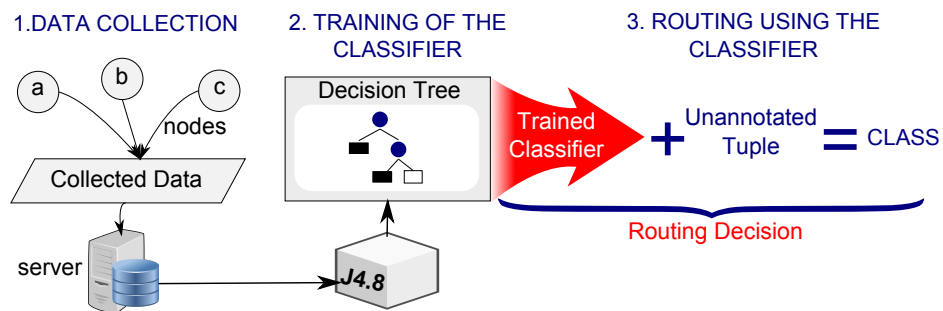 1.DATA COLLECTION
a
b
c
nodes
Collected Data
server
2. TRAINING OF THE
CLASSIFIER
Decision Tree
J4.8
Trained
Classifier
3. ROUTING USING THE
CLASSIFIER
+
Unannotated
Tuple
=
CLASS
Routing Decision